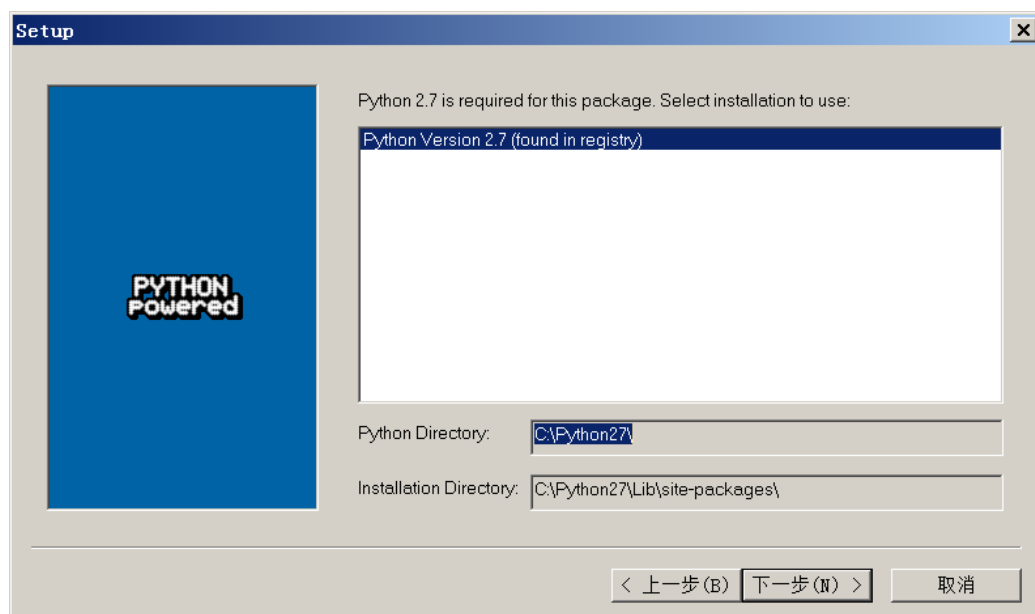 Setup
Python 2.7 is required for this package. Select installation to use:
Python Version 2.7 (found in registry)
PYTHON
Powered
Python Directory: C:\Python27\
Installation Directory: C:\Python27\Lib\site-packages\
< 上一步(B) 下一步(N) > 取消